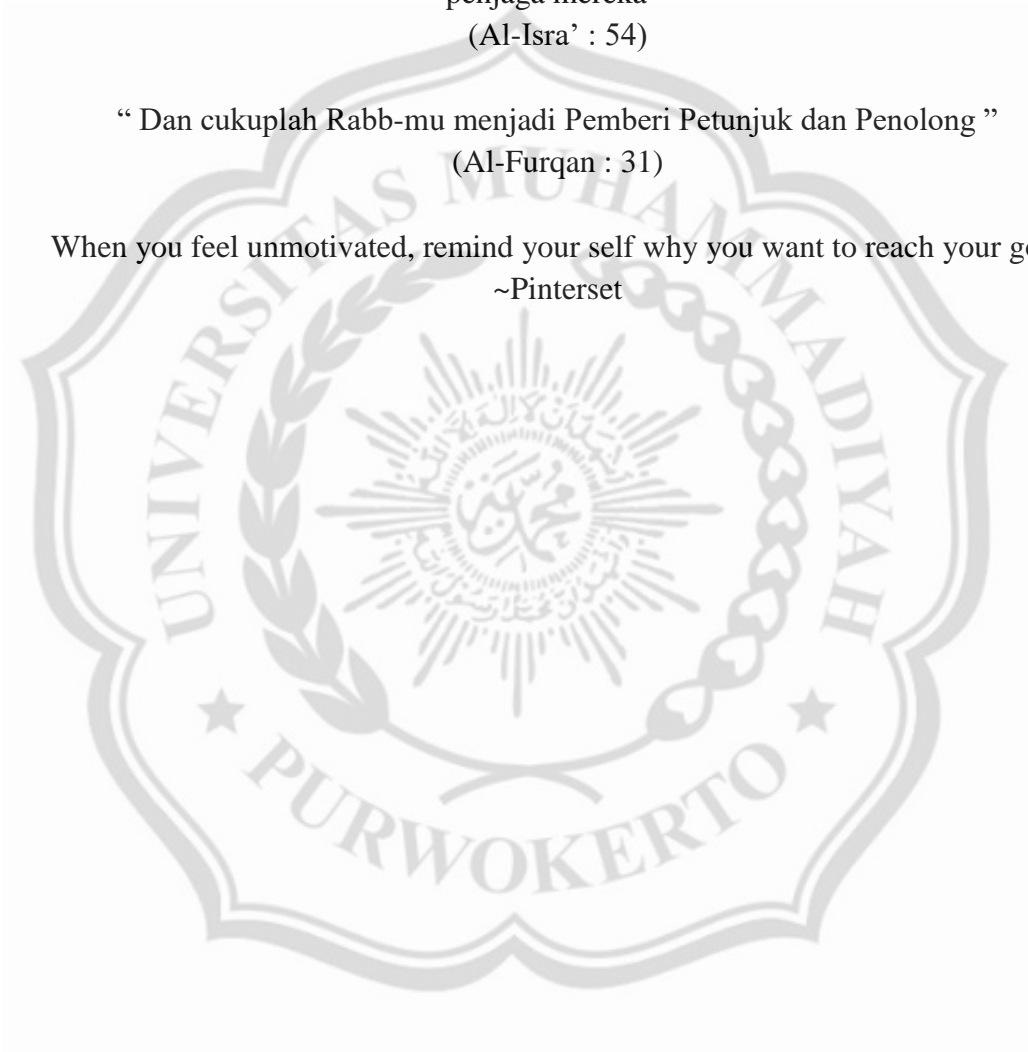 penjaga mereka
(Al-Isra’ : 54)
“ Dan cukuplah Rabb-mu menjadi Pemberi Petunjuk dan Penolong ”
(Al-Furqan : 31)
When you feel unmotivated, remind your self why you want to reach your
~Pinterset
UNIVERSITAS MUHAMMADIYAH
PURWOKERTO